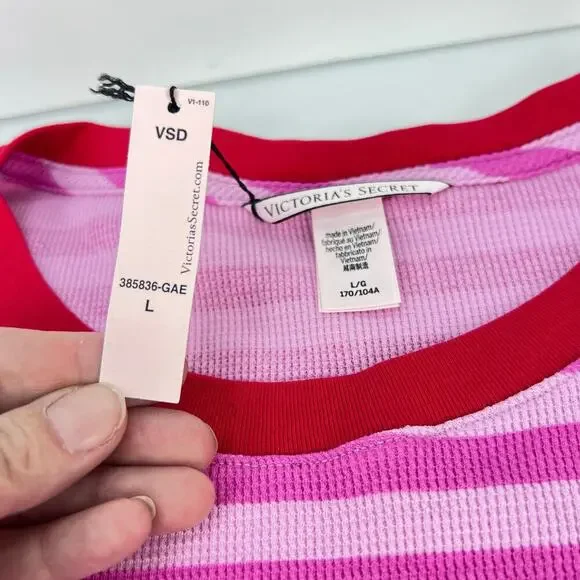 V1-110
VSD
VictoriasSecret.com
385836-GAE
L
VICTORIA'S SECRET
made in Vietnam/
fabriqué au Vietnam/
hecho en Vietnam/
fabbricato in
Vietnam/
越南制造
L/G
170/104A